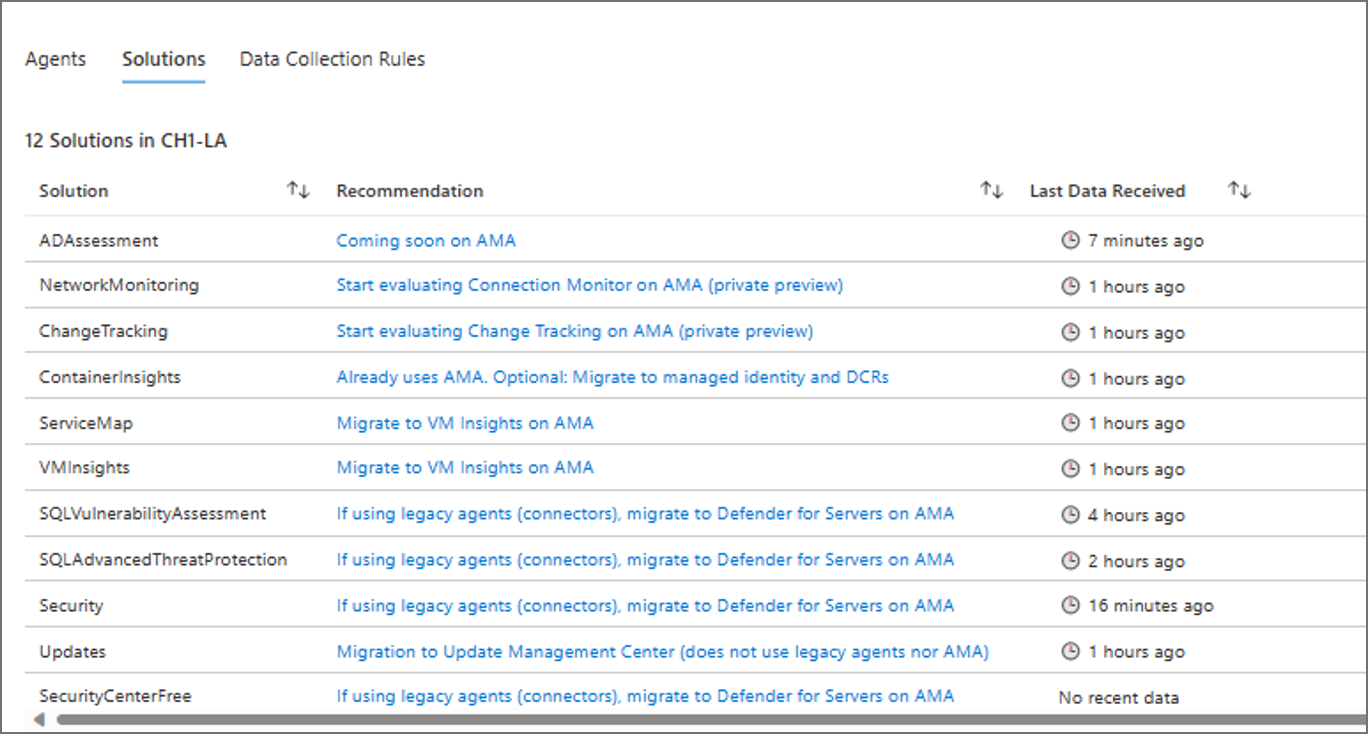 Agents Solutions Data Collection Rules
12 Solutions in CH1-LA
Solution Recommendation Last Data Received
ADAssessment Coming soon on AMA 7 minutes ago
NetworkMonitoring Start evaluating Connection Monitor on AMA (private preview) 1 hours ago
ChangeTracking Start evaluating Change Tracking on AMA (private preview) 1 hours ago
ContainerInsights Already uses AMA. Optional: Migrate to managed identity and DCRs 1 hours ago
ServiceMap Migrate to VM Insights on AMA 1 hours ago
VMInsights Migrate to VM Insights on AMA 1 hours ago
SQLVulnerabilityAssessment If using legacy agents (connectors), migrate to Defender for Servers on AMA 4 hours ago
SQLAdvancedThreatProtection If using legacy agents (connectors), migrate to Defender for Servers on AMA 2 hours ago
Security If using legacy agents (connectors), migrate to Defender for Servers on AMA 16 minutes ago
Updates Migration to Update Management Center (does not use legacy agents nor AMA) 1 hours ago
SecurityCenterFree If using legacy agents (connectors), migrate to Defender for Servers on AMA No recent data